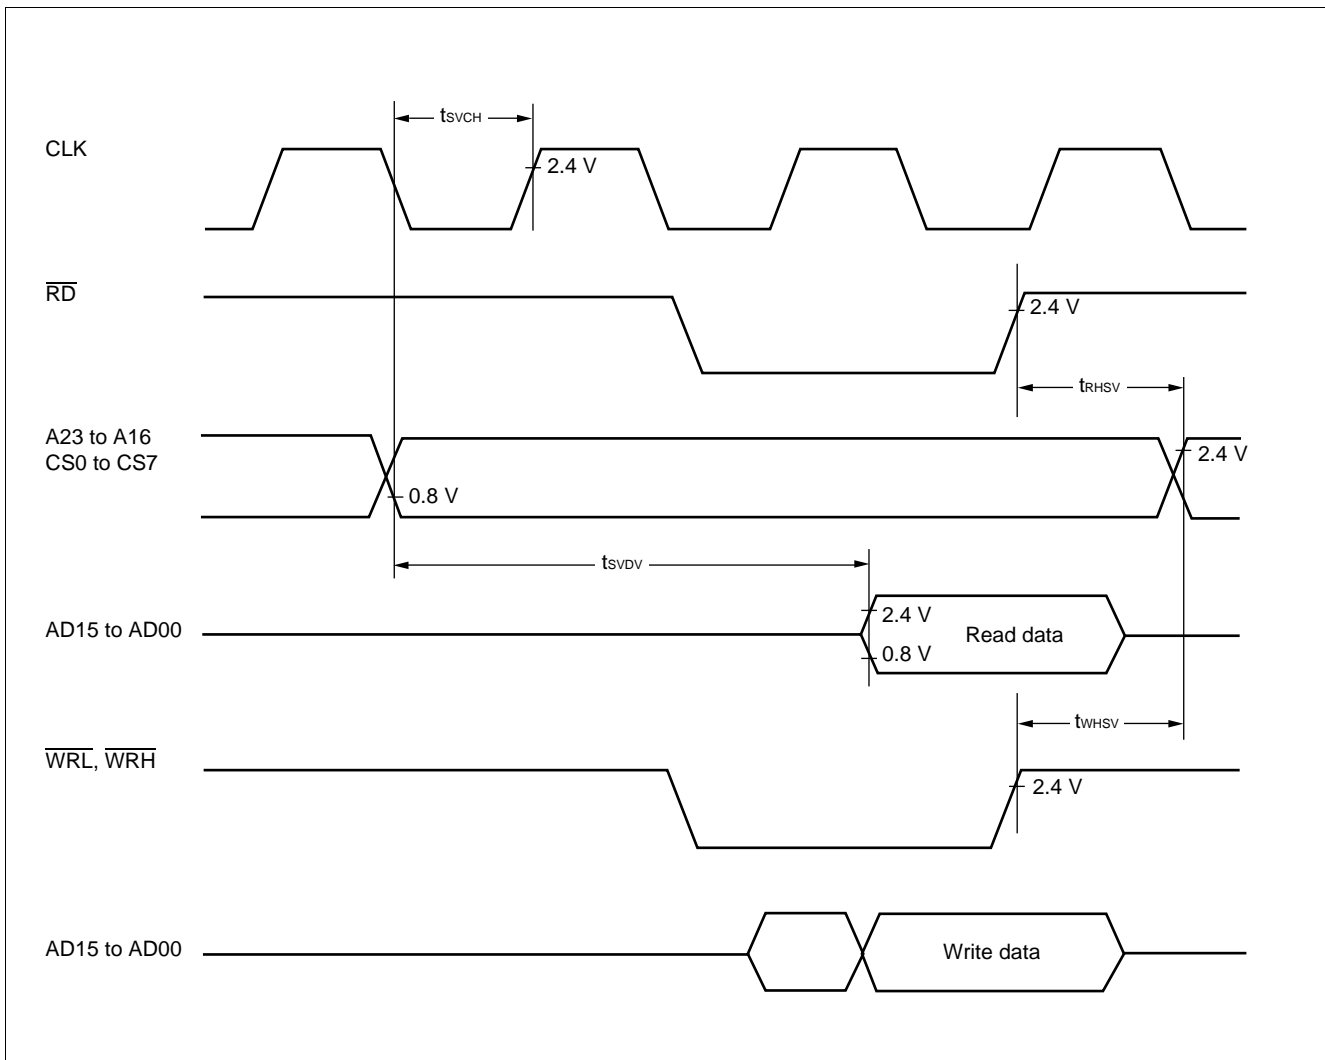 tSVCH
CLK
2.4 V
RD
2.4 V
tRHSV
A23 to A16
CS0 to CS7
2.4 V
0.8 V
tSVDV
AD15 to AD00
2.4 V
Read data
0.8 V
tWHSV
WRL, WRH
2.4 V
AD15 to AD00
Write data